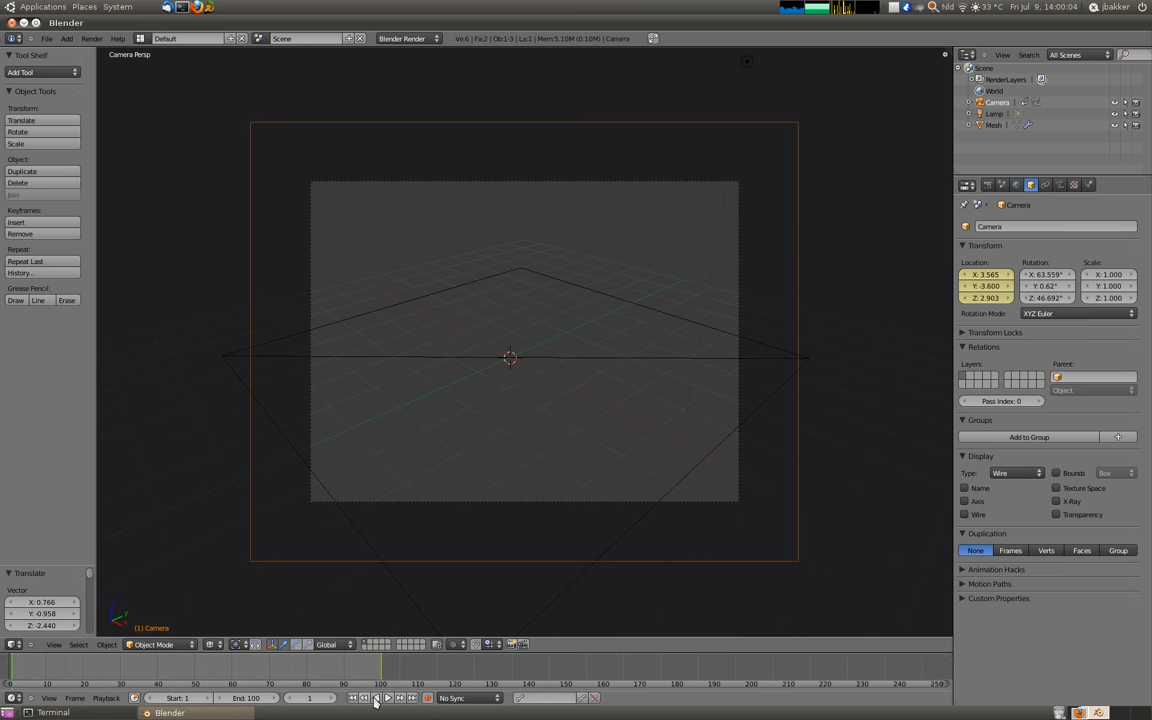 Applications Places System
Nld 33 °C Fri Jul 9, 14:00:04 jbakker
Blender
File Add Render Help Default Scene Blender Render Ve:6 | Fa:2 | Ob:1-3 | La:1 | Mem:5.10M (0.10M) | Camera
Tool Shelf
Add Tool
Object Tools
Transform:
Translate
Rotate
Scale
Object:
Duplicate
Delete
Join
Keyframes:
Insert
Remove
Repeat:
Repeat Last
History...
Grease Pencil:
Draw Line Erase
Translate
Vector
X: 0.766
Y: -0.958
Z: -2.440
Camera Persp
(1) Camera
View Select Object Object Mode Global
0 10 20 30 40 50 60 70 80 90 100 110 120 130 140 150 160 170 180 190 200 210 220 230 240 250
View Frame Playback Start: 1 End: 100 1 No Sync
View Search All Scenes
Scene
RenderLayers |
World
Camera |
Lamp |
Mesh |
Camera
Camera
Transform
Location: Rotation: Scale:
X: 3.565 X: 63.559° X: 1.000
Y: -3.600 Y: 0.62° Y: 1.000
Z: 2.903 Z: 46.692° Z: 1.000
Rotation Mode: XYZ Euler
Transform Locks
Relations
Layers: Parent:
Object
Pass Index: 0
Groups
Add to Group
Display
Type: Wire Bounds Box
Name Texture Space
Axis X-Ray
Wire Transparency
Duplication
None Frames Verts Faces Group
Animation Hacks
Motion Paths
Custom Properties
Terminal Blender